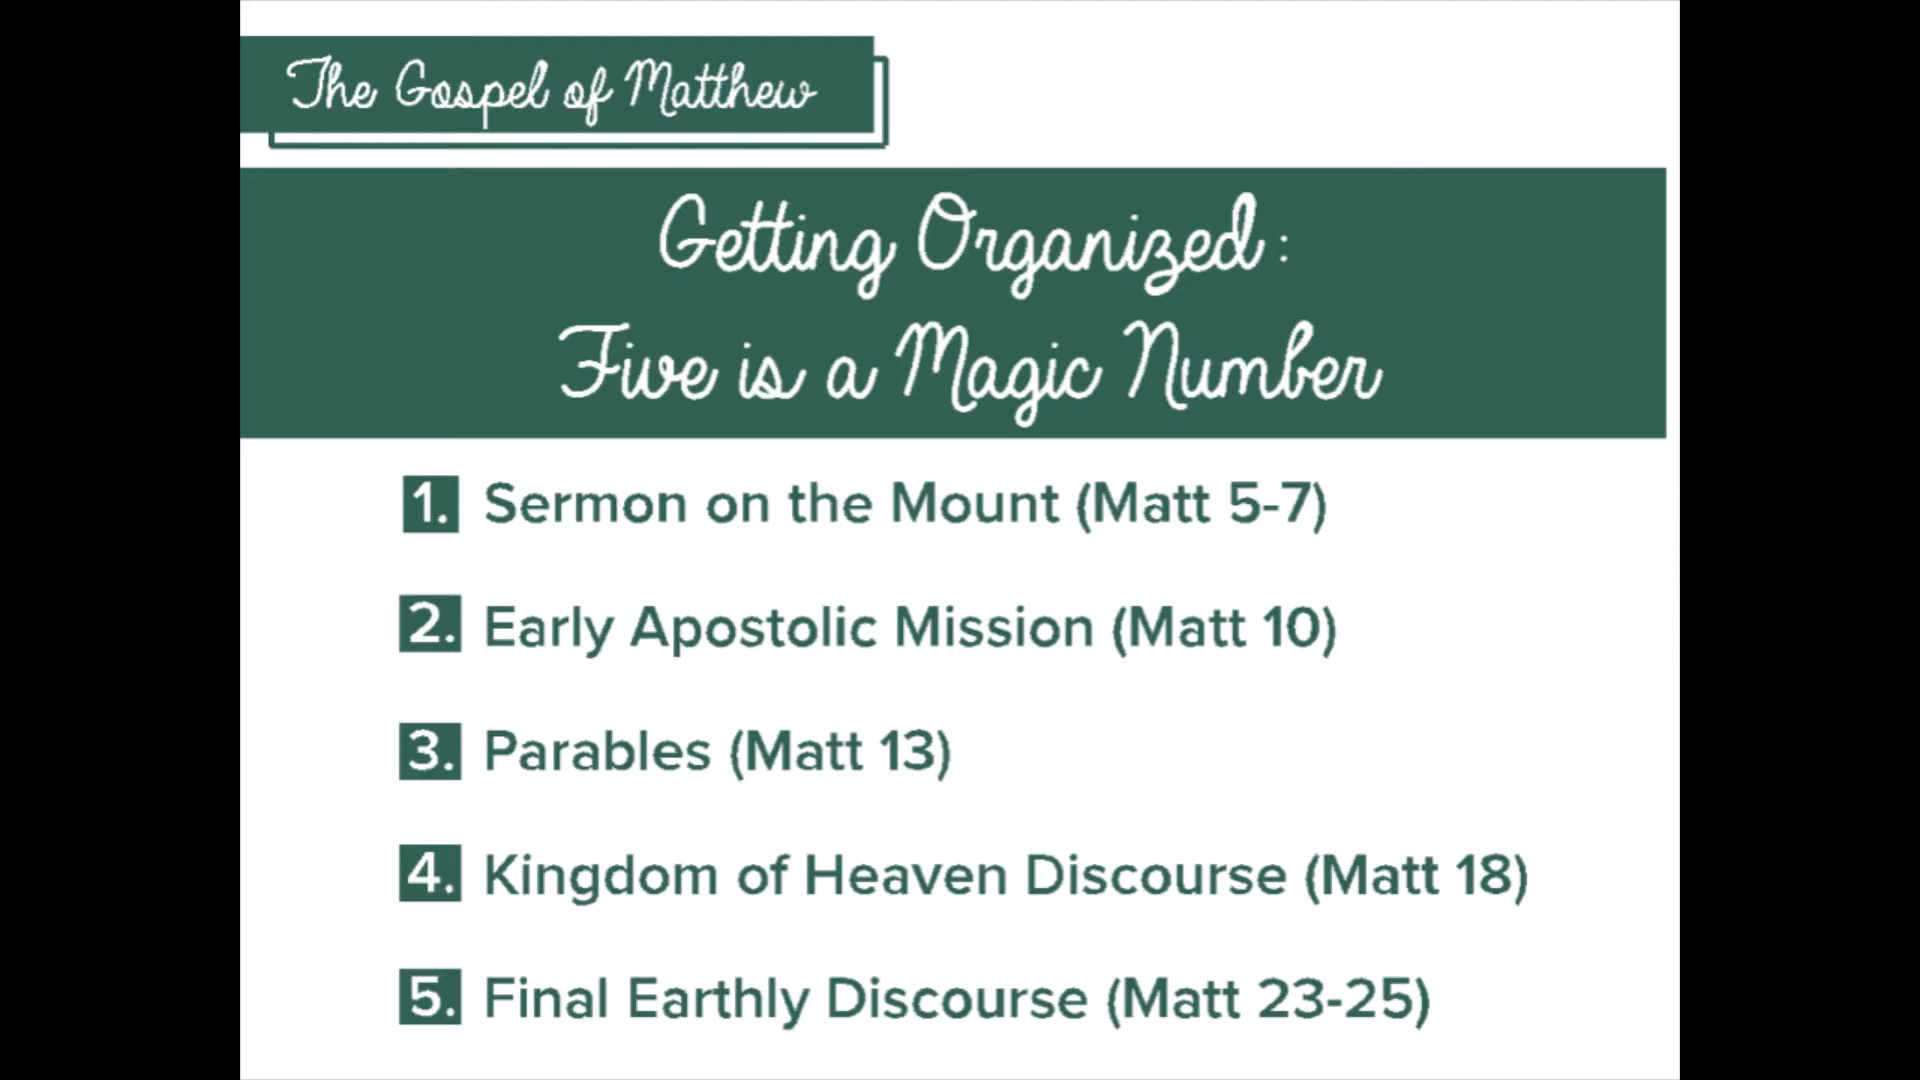 The Gospel of Matthew
Getting Organized:
Five is a Magic Number
1. Sermon on the Mount (Matt 5-7)
2. Early Apostolic Mission (Matt 10)
3. Parables (Matt 13)
4. Kingdom of Heaven Discourse (Matt 18)
5. Final Earthly Discourse (Matt 23-25)